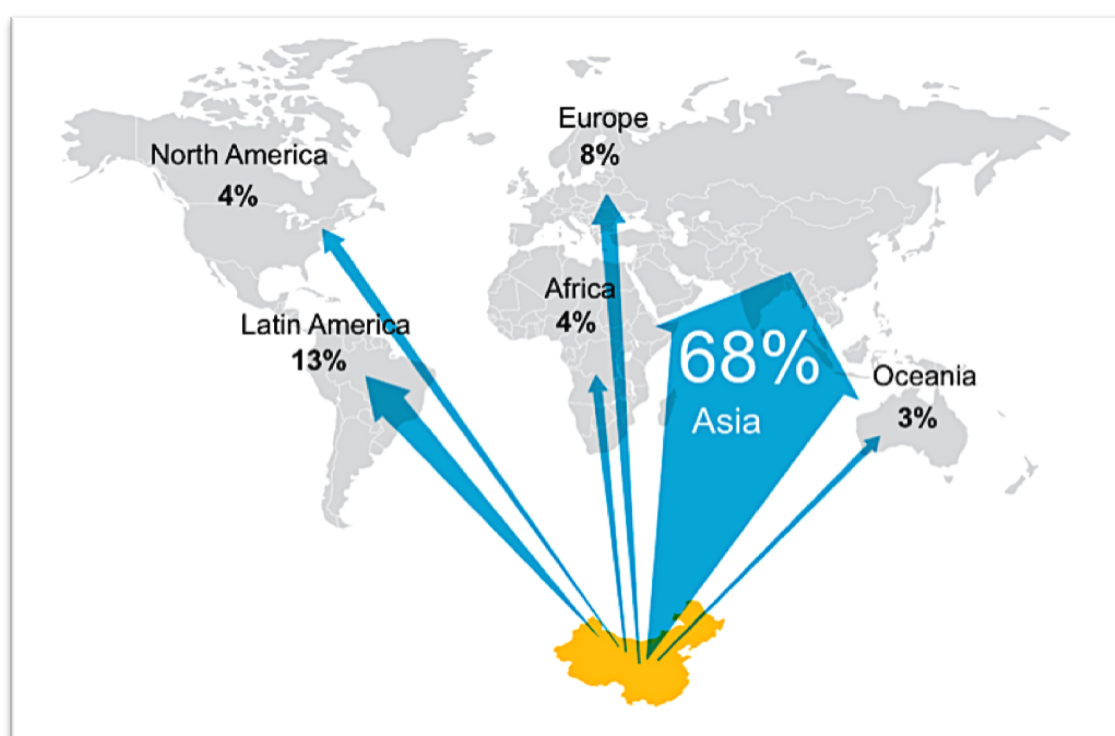 North America
4%
Europe
8%
Latin America
13%
Africa
4%
68%
Asia
Oceania
3%